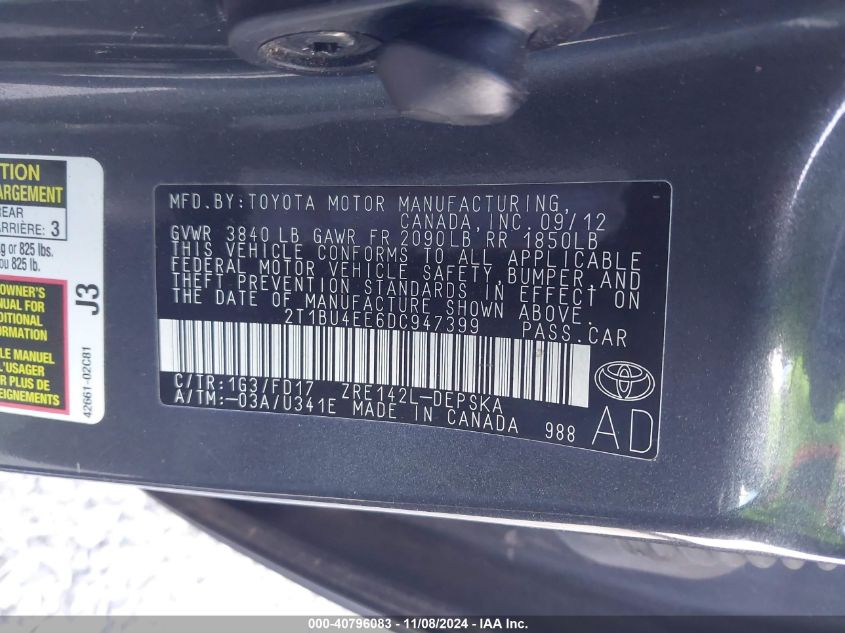 TION
ARGEMENT
REAR
ARRIÈRE: 3
g or 825 lbs.
ou 825 lb.
OWNER'S
NUAL FOR
DITIONAL
ORMATION
LE MANUEL
L'USAGER
PLUS DE
J3
42661-02C81
MFD. BY: TOYOTA MOTOR MANUFACTURING,
CANADA, INC. 09/12
GVWR 3840 LB GAWR FR 2090LB RR 1850LB
THIS VEHICLE CONFORMS TO ALL APPLICABLE
FEDERAL MOTOR VEHICLE SAFETY, BUMPER, AND
THEFT PREVENTION STANDARDS IN EFFECT ON
THE DATE OF MANUFACTURE SHOWN ABOVE.
2T1BU4EE6DC947399 PASS. CAR
C/TR: 1G3/FD17 ZRE142L-DEPSKA
A/TM: -03A/U341E MADE IN CANADA 988
AD
© - 40796083 - 11/08/2024 - IAA Inc.